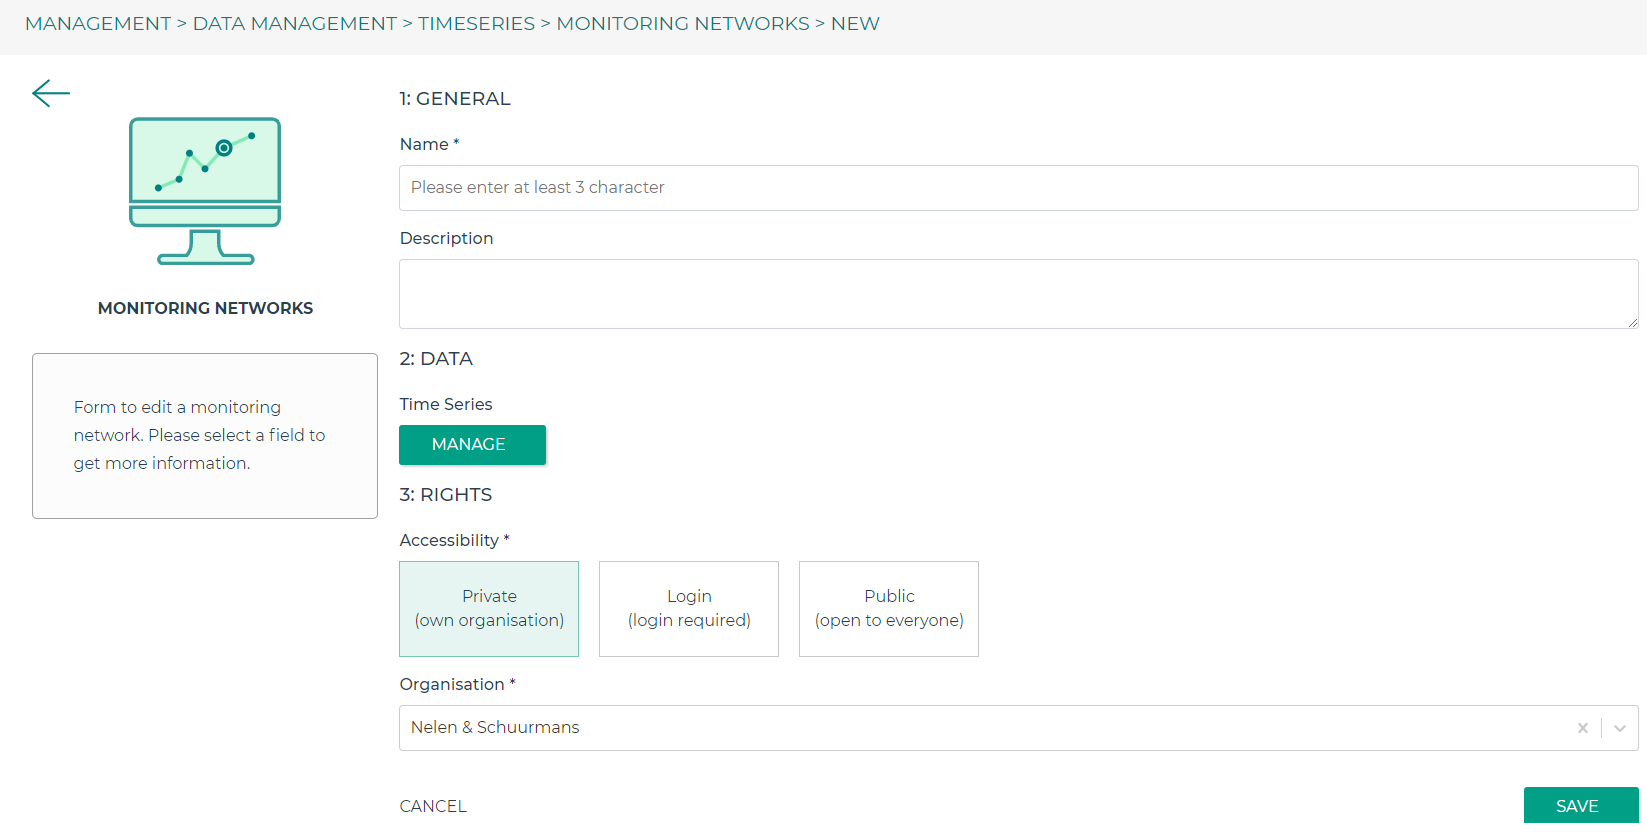 MANAGEMENT > DATA MANAGEMENT > TIMESERIES > MONITORING NETWORKS > NEW
MONITORING NETWORKS
Form to edit a monitoring
network. Please select a field to
get more information.
1: GENERAL
Name *
Please enter at least 3 character
Description
2: DATA
Time Series
MANAGE
3: RIGHTS
Accessibility *
Private
(own organisation)
Login
(login required)
Public
(open to everyone)
Organisation *
Nelen & Schuurmans
CANCEL
SAVE